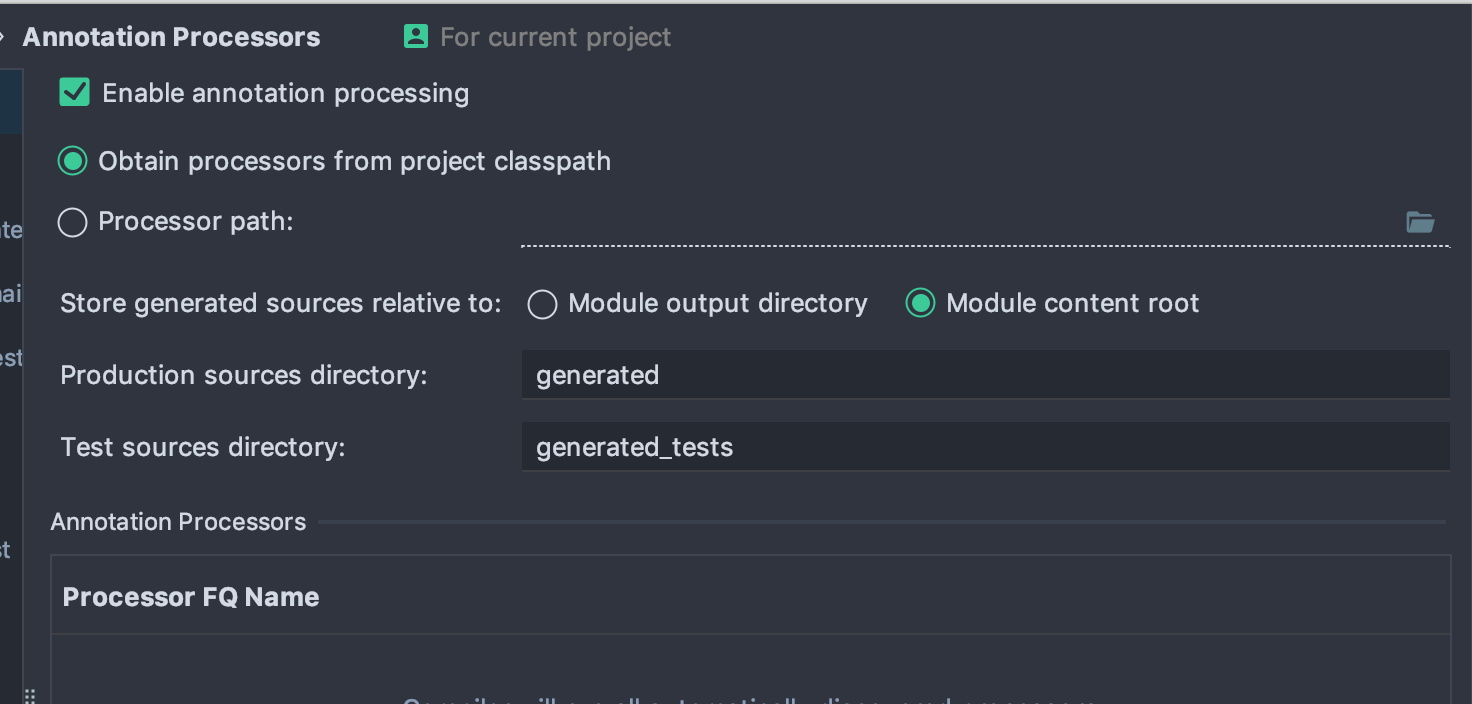 Annotation Processors For current project
Enable annotation processing
Obtain processors from project classpath
Processor path:
Store generated sources relative to: Module output directory Module content root
Production sources directory: generated
Test sources directory: generated_tests
Annotation Processors
Processor FQ Name